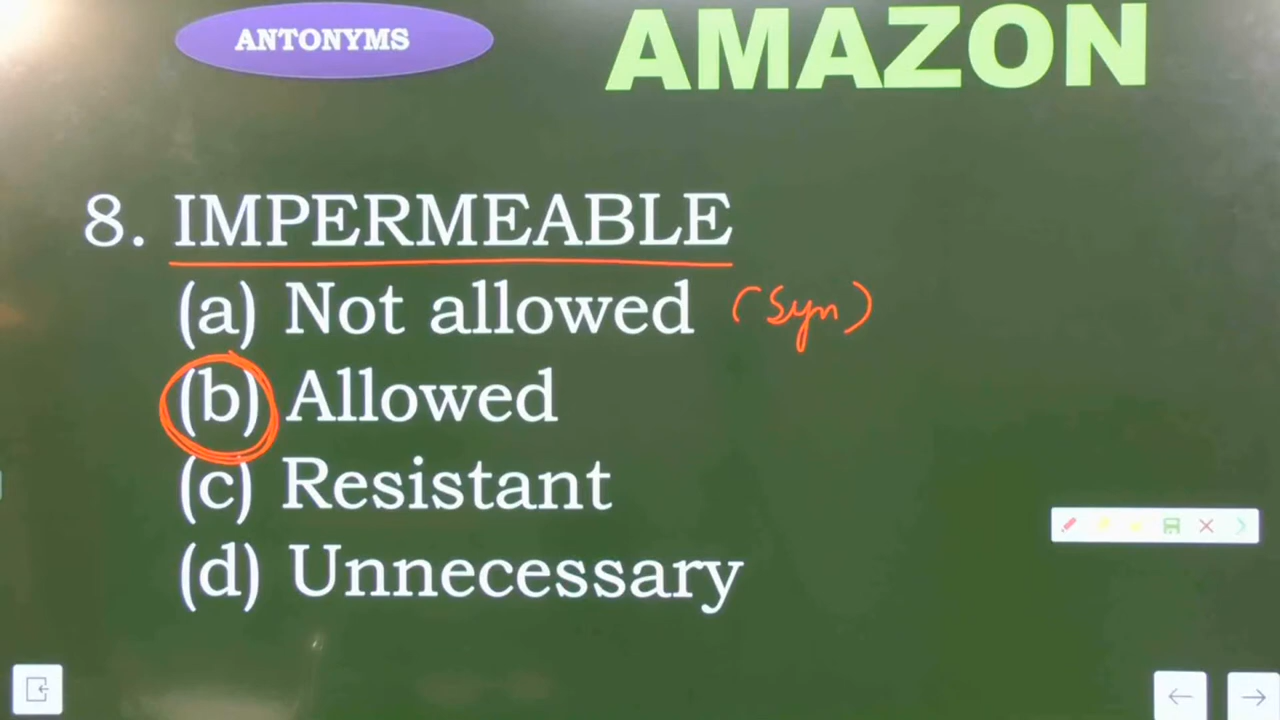 ANTONYMS
AMAZON
8. IMPERMEABLE
(a) Not allowed (Syn)
(b) Allowed
(c) Resistant
(d) Unnecessary